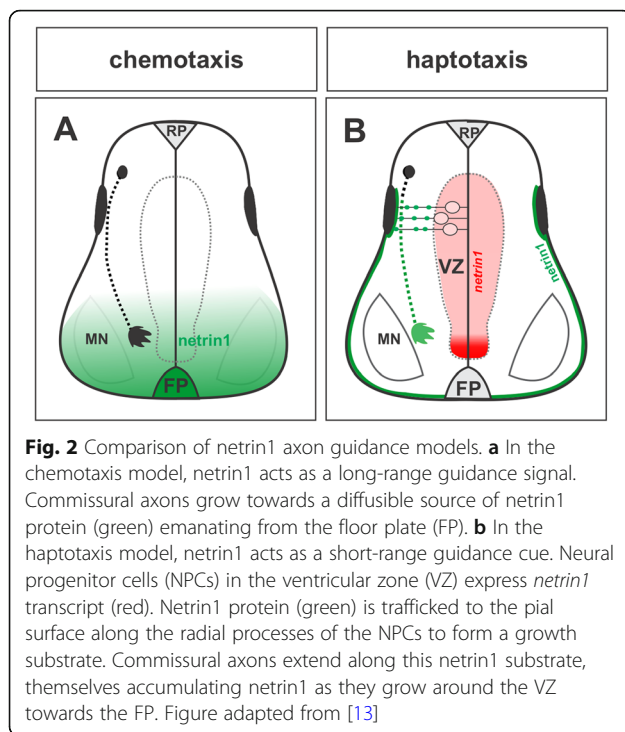 chemotaxis
haptotaxis
A
RP
MN
netrin1
FP
B
RP
VZ
netrin1
netrin1
MN
FP
Fig. 2 Comparison of netrin1 axon guidance models. a In the
chemotaxis model, netrin1 acts as a long-range guidance signal.
Commissural axons grow towards a diffusible source of netrin1
protein (green) emanating from the floor plate (FP). b In the
haptotaxis model, netrin1 acts as a short-range guidance cue. Neural
progenitor cells (NPCs) in the ventricular zone (VZ) express netrin1
transcript (red). Netrin1 protein (green) is trafficked to the pial
surface along the radial processes of the NPCs to form a growth
substrate. Commissural axons extend along this netrin1 substrate,
themselves accumulating netrin1 as they grow around the VZ
towards the FP. Figure adapted from [13]